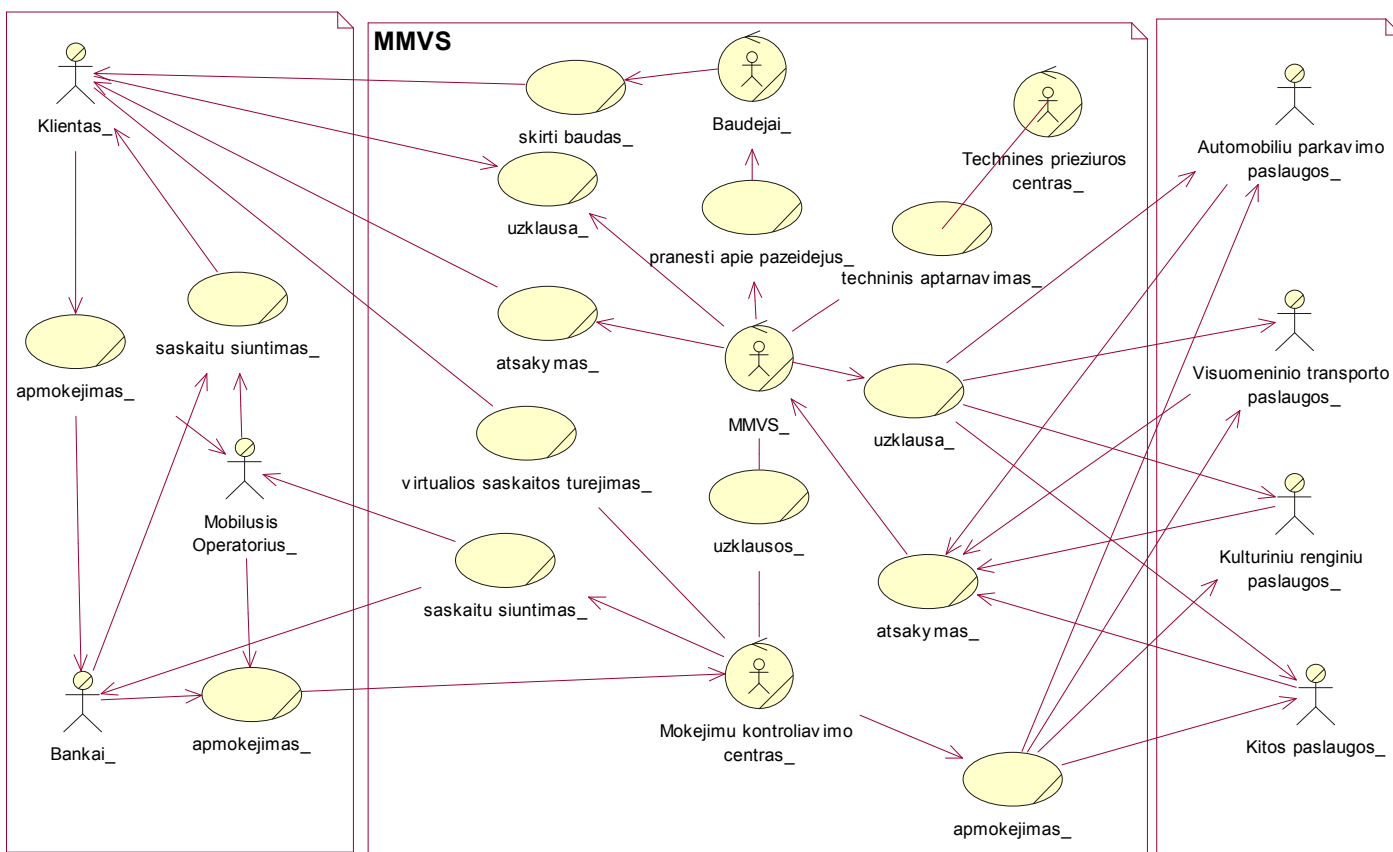 MMVS
Klientas_
skirti baudas_
Baudejai_
Technines prieziuros
centras_
Automobiliu parkavimo
paslaugos_
uzklausa_
pranesti apie pazeidejus_
techninis aptarnavimas_
saskaitu siuntimas_
atsakymas_
apmokejimas_
MMVS_
uzklausa_
Visuomeninio transporto
paslaugos_
virtualios saskaitos turejimas_
Mobilusis
Operatorius_
uzklausos_
Kulturiniu renginiu
paslaugos_
saskaitu siuntimas_
atsakymas_
Bankai_
apmokejimas_
Mokejimu kontroliavimo
centras_
Kitos paslaugos_
apmokejimas_